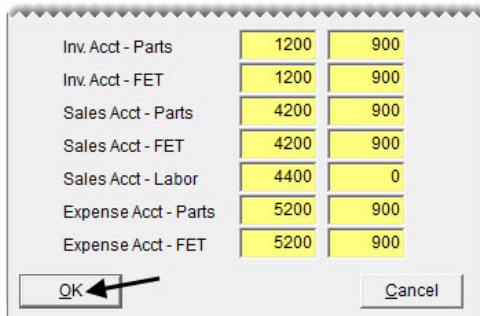 Inv. Acct - Parts 1200 900
Inv. Acct - FET 1200 900
Sales Acct - Parts 4200 900
Sales Acct - FET 4200 900
Sales Acct - Labor 4400 0
Expense Acct - Parts 5200 900
Expense Acct - FET 5200 900
OK Cancel